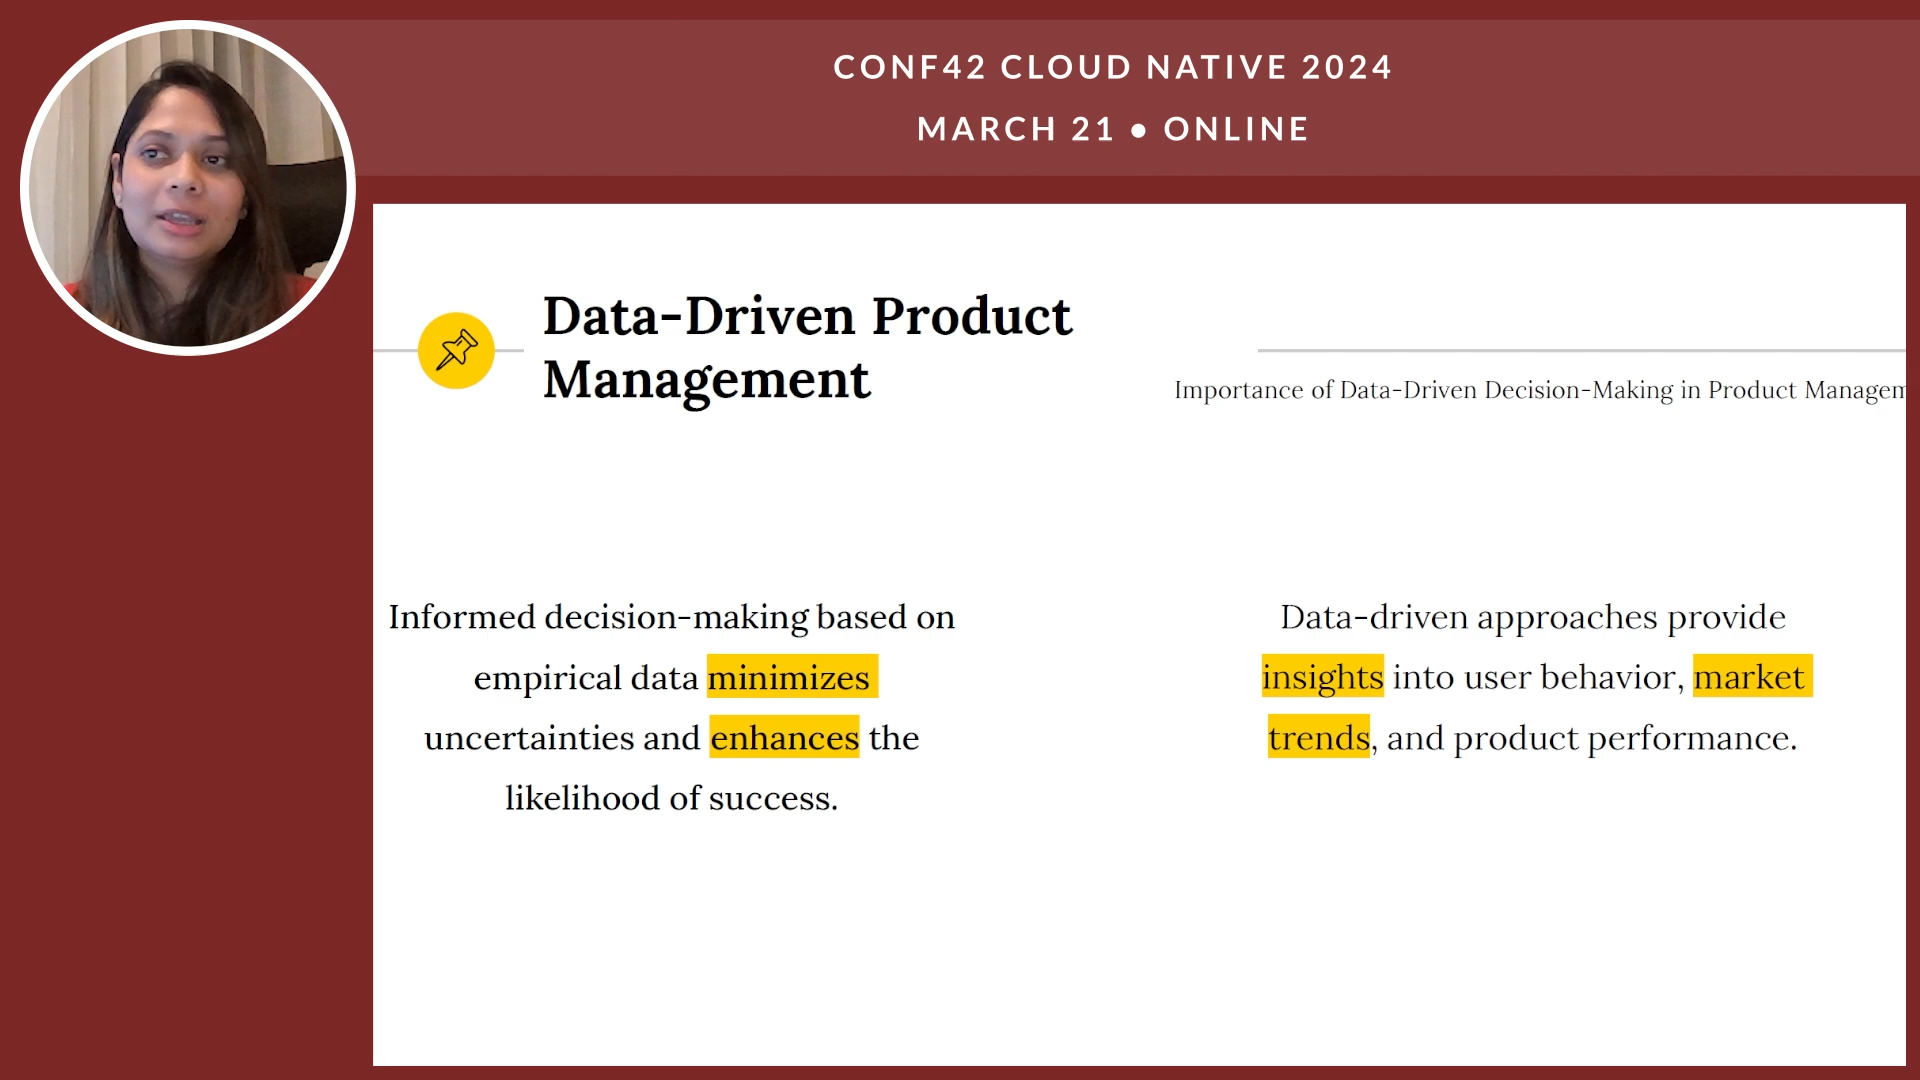 CONF42 CLOUD NATIVE 2024
MARCH 21 • ONLINE
Data-Driven Product
Management
Importance of Data-Driven Decision-Making in Product Managem
Informed decision-making based on
empirical data minimizes
uncertainties and enhances the
likelihood of success.
Data-driven approaches provide
insights into user behavior, market
trends, and product performance.